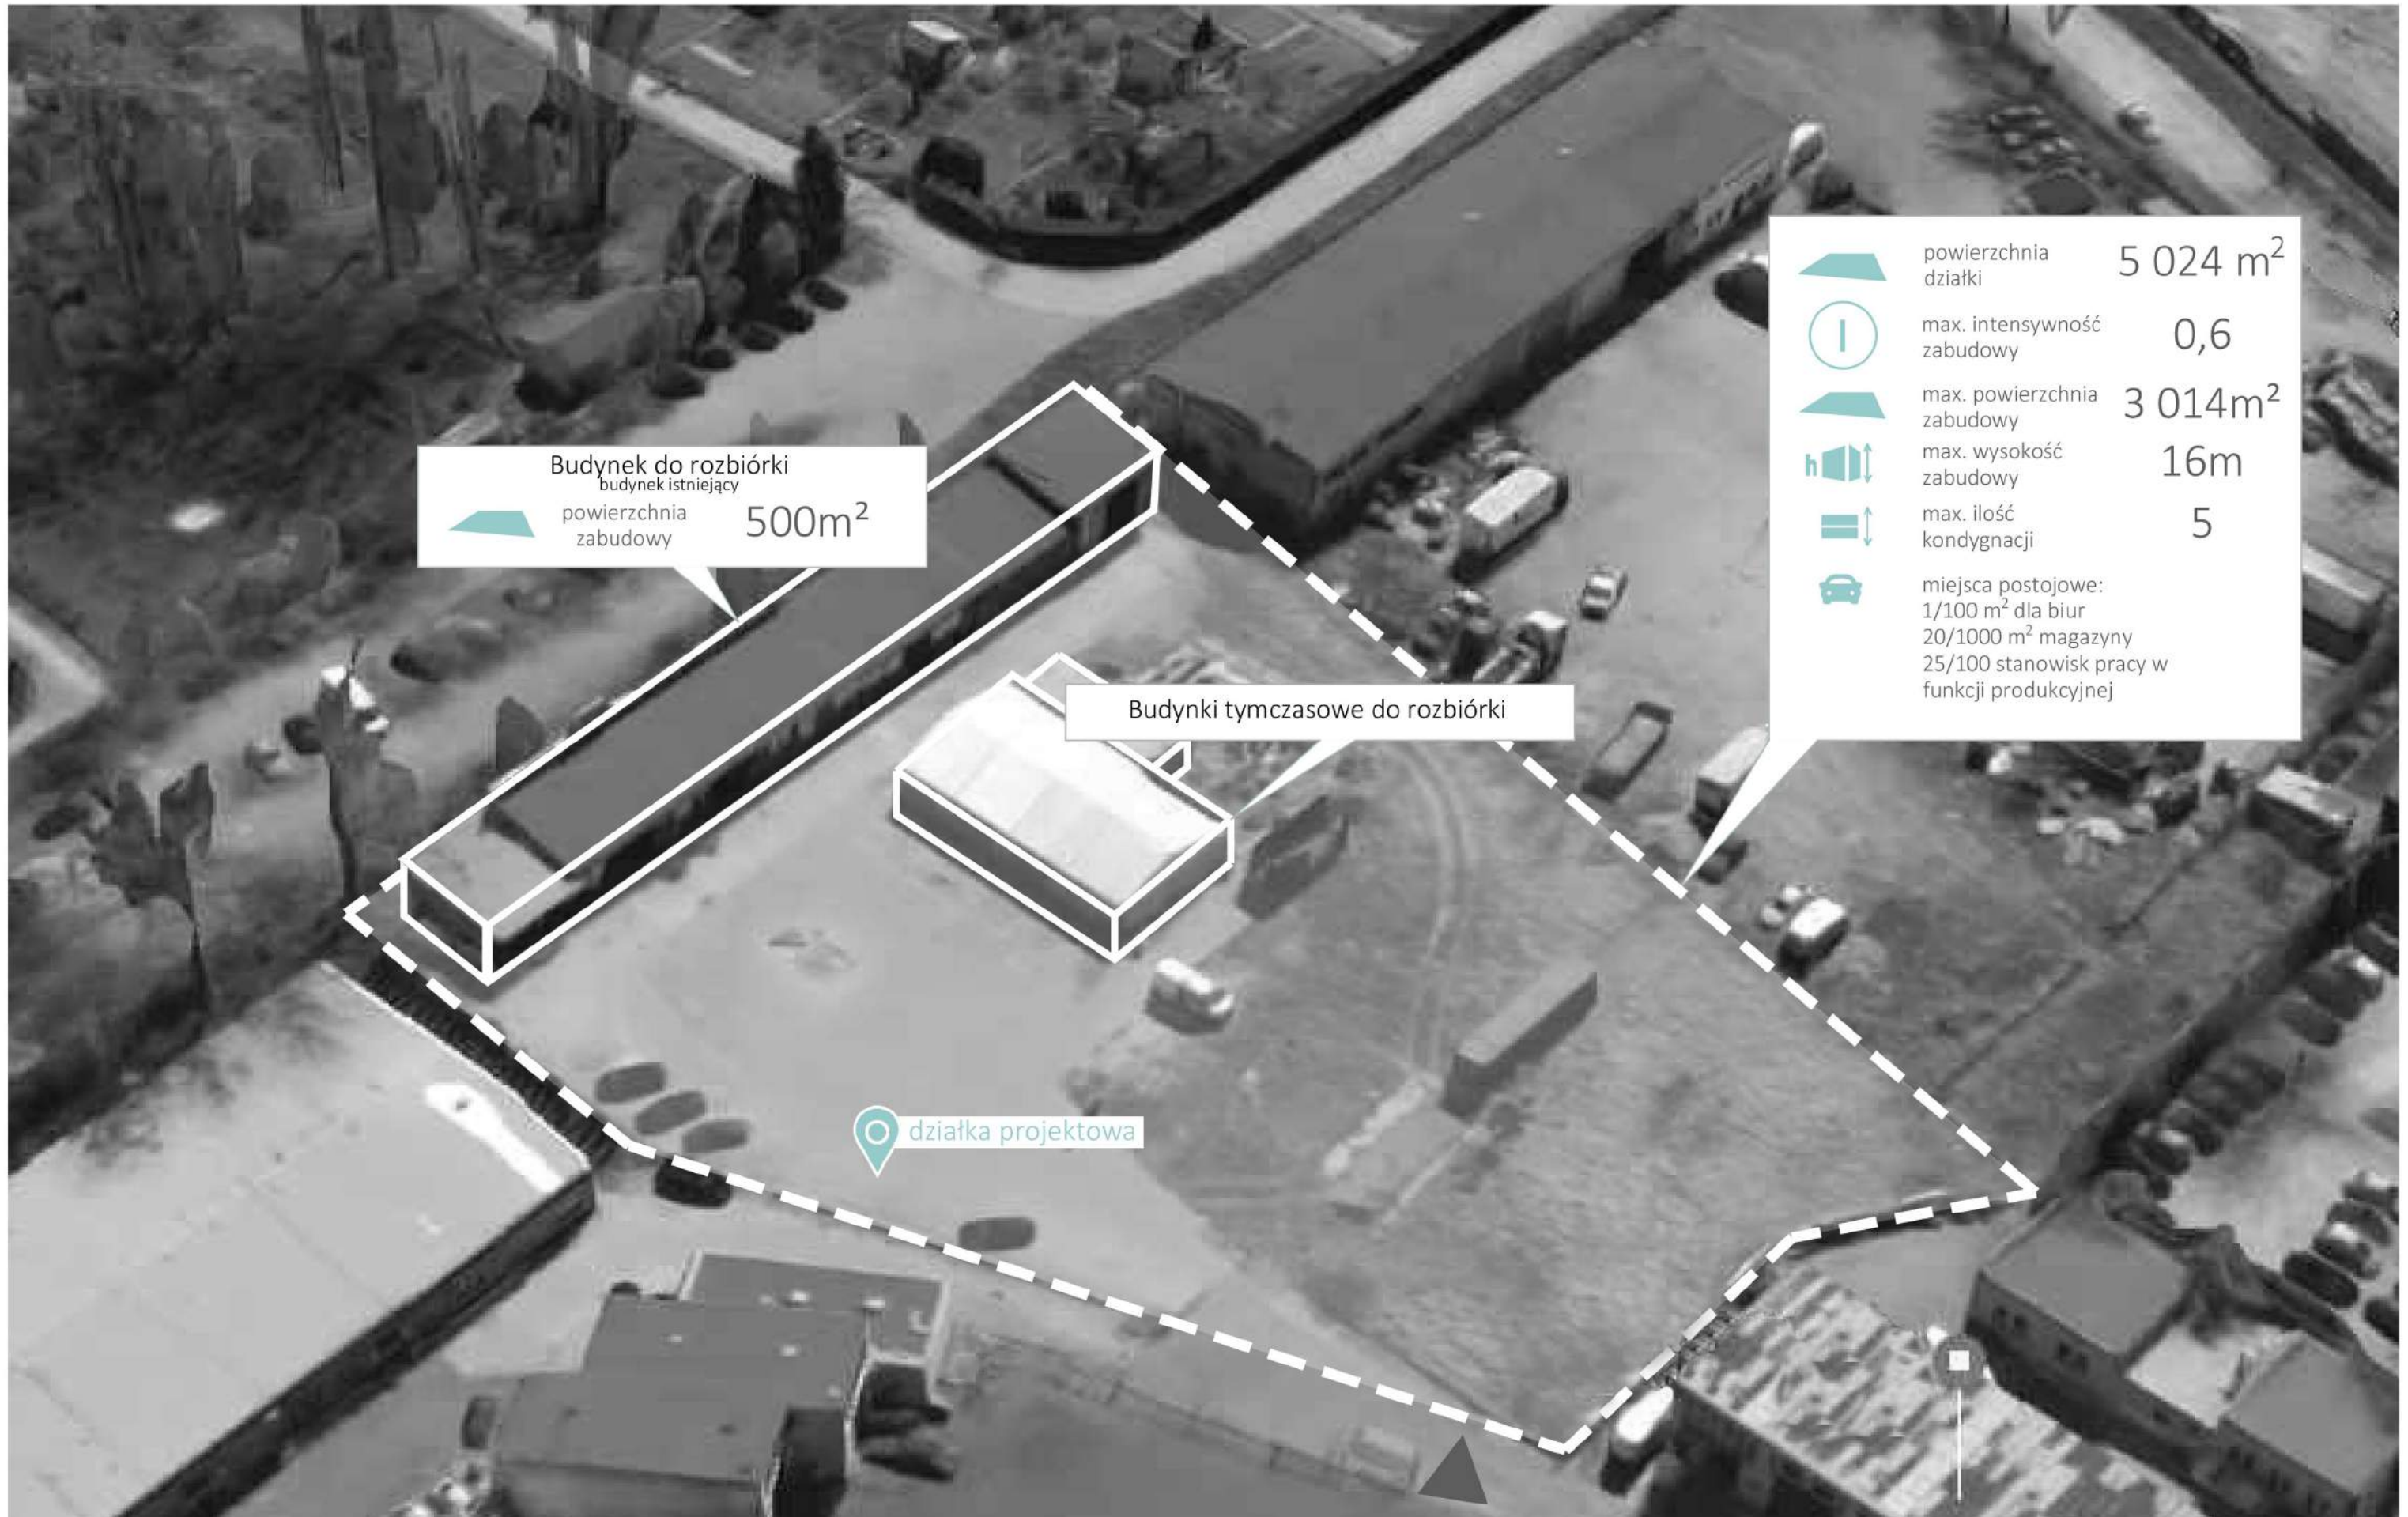 powierzchnia
działki
5 024 m²
max. intensywność
zabudowy
0,6
max. powierzchnia
zabudowy
3 014m²
h
max. wysokość
zabudowy
16m
max. ilość
kondygnacji
5
miejsca postojowe:
1/100 m² dla biur
20/1000 m² magazyny
25/100 stanowisk pracy w
funkcji produkcyjnej
Budynek do rozbiórki
budynek istniejący
powierzchnia
zabudowy
500m²
Budynki tymczasowe do rozbiórki
działka projektowa